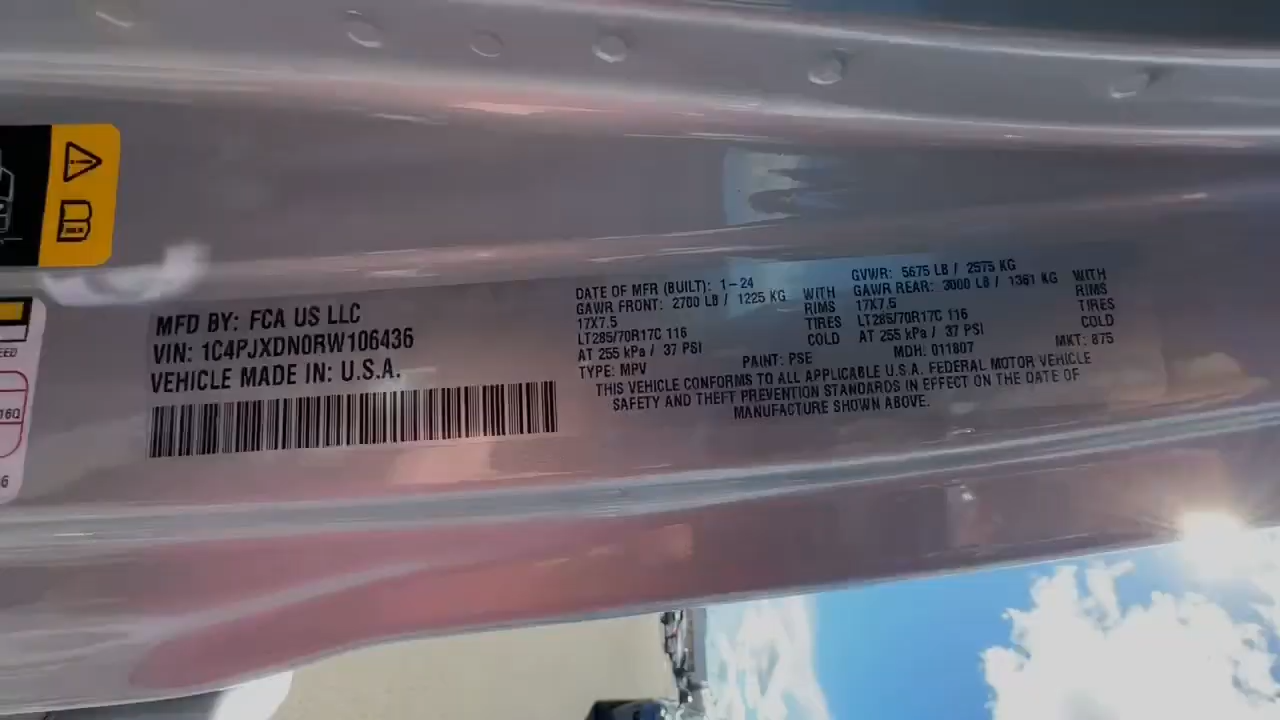 MFD BY: FCA US LLC
VIN: 1C4PJXDN0RW106436
VEHICLE MADE IN: U.S.A.
DATE OF MFR (BUILT): 1-24
GVWR: 5675 LB / 2575 KG
GAWR FRONT: 2700 LB / 1225 KG WITH
17X7.5 RIMS
LT285/70R17C 116 TIRES
AT 255 kPa / 37 PSI COLD
GAWR REAR: 3000 LB / 1361 KG WITH
17X7.5 RIMS
LT285/70R17C 116 TIRES
AT 255 kPa / 37 PSI COLD
TYPE: MPV PAINT: PSE MDH: 011807 MKT: 875
THIS VEHICLE CONFORMS TO ALL APPLICABLE U.S.A. FEDERAL MOTOR VEHICLE
SAFETY AND THEFT PREVENTION STANDARDS IN EFFECT ON THE DATE OF
MANUFACTURE SHOWN ABOVE.